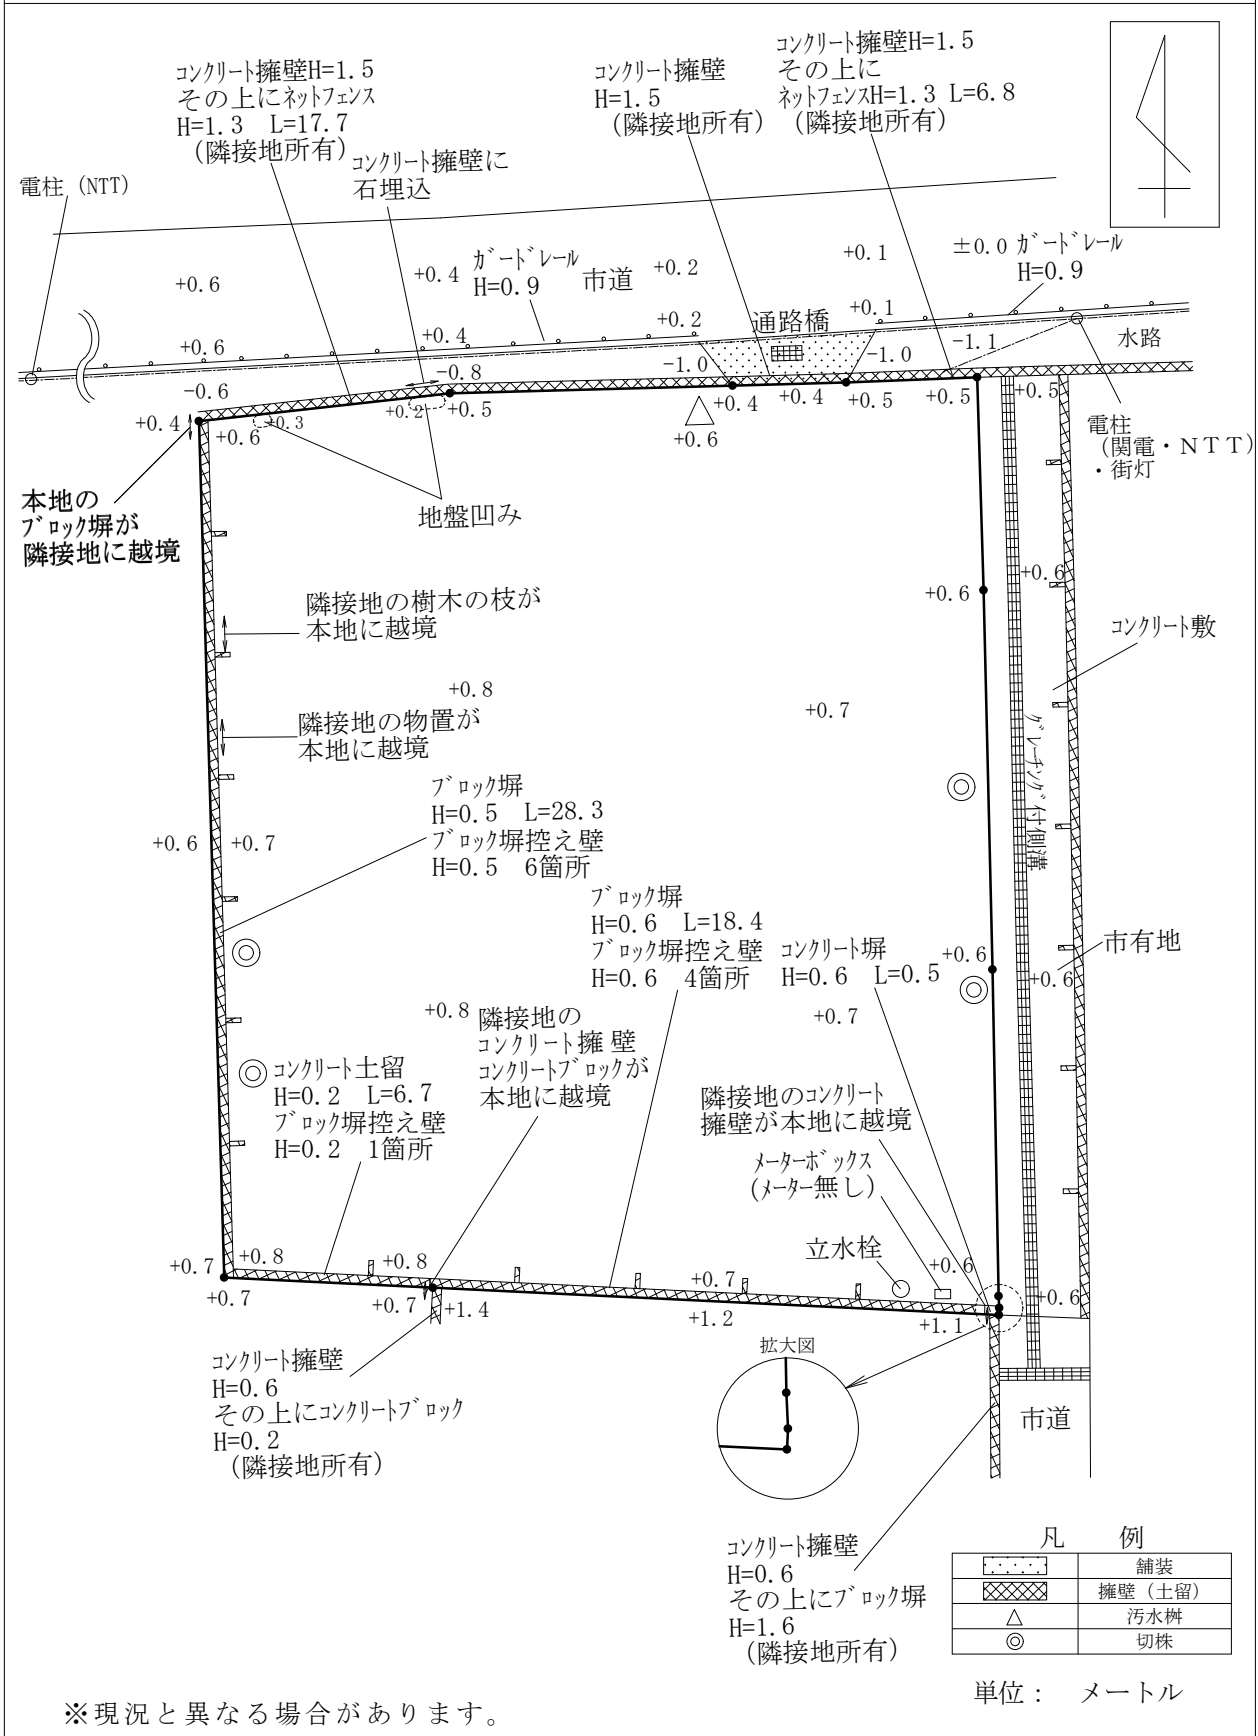 コンクリート擁壁H=1.5
その上にネットフェンス
H=1.3 L=17.7
（隣接地所有）
コンクリート擁壁に
石埋込
コンクリート擁壁
H=1.5
（隣接地所有）
コンクリート擁壁H=1.5
その上に
ネットフェンスH=1.3 L=6.8
（隣接地所有）
電柱（NTT）
+0.6
+0.4
ガードレール
H=0.9
市道
+0.2
+0.1
±0.0
ガードレール
H=0.9
+0.6
+0.4
+0.2
通路橋
+0.1
水路
-0.6
-0.8
-1.0
-1.0
-1.1
+0.4
+0.6
+0.3
+0.2
+0.5
+0.4
+0.4
+0.5
+0.5
+0.5
+0.6
電柱
（関電・ＮＴＴ）
・街灯
本地の
ブロック塀が
隣接地に越境
地盤凹み
+0.6
+0.6
隣接地の樹木の枝が
本地に越境
コンクリート敷
+0.8
+0.7
隣接地の物置が
本地に越境
グレーチング付側溝
ブロック塀
H=0.5 L=28.3
ブロック塀控え壁
H=0.5 6箇所
+0.6
+0.7
ブロック塀
H=0.6 L=18.4
ブロック塀控え壁
H=0.6 4箇所
コンクリート塀
H=0.6 L=0.5
+0.6
+0.6
市有地
+0.8
+0.7
隣接地の
コンクリート擁壁
コンクリートブロックが
本地に越境
コンクリート土留
H=0.2 L=6.7
ブロック塀控え壁
H=0.2 1箇所
隣接地のコンクリート
擁壁が本地に越境
メーターボックス
(メーター無し)
立水栓
+0.7
+0.8
+0.8
+0.7
+0.6
+0.6
+0.7
+0.7
+1.4
+1.2
+1.1
拡大図
コンクリート擁壁
H=0.6
その上にコンクリートブロック
H=0.2
（隣接地所有）
市道
コンクリート擁壁
H=0.6
その上にブロック塀
H=1.6
（隣接地所有）
凡 例
舗装
擁壁（土留）
汚水桝
切株
単位： メートル
※現況と異なる場合があります。